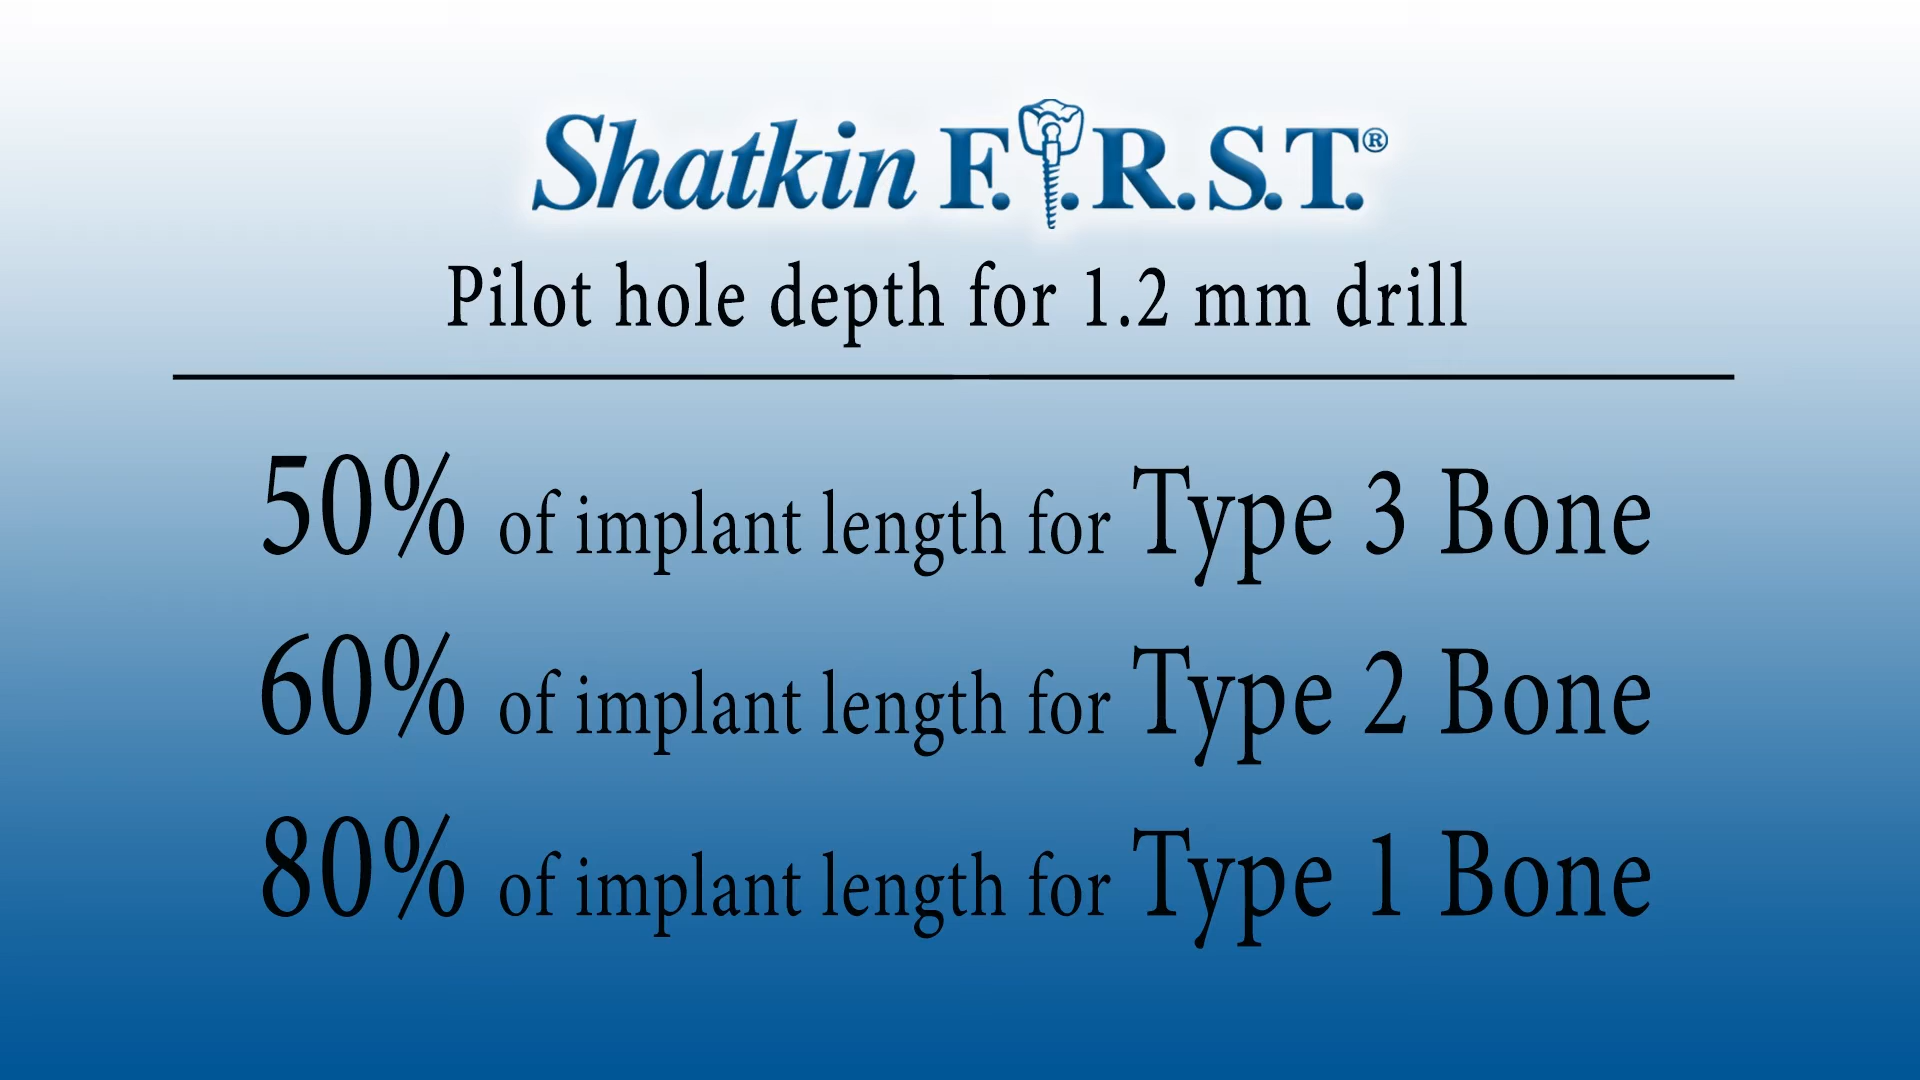 Shatkin F.I.R.S.T.®
Pilot hole depth for 1.2 mm drill
50% of implant length for Type 3 Bone
60% of implant length for Type 2 Bone
80% of implant length for Type 1 Bone